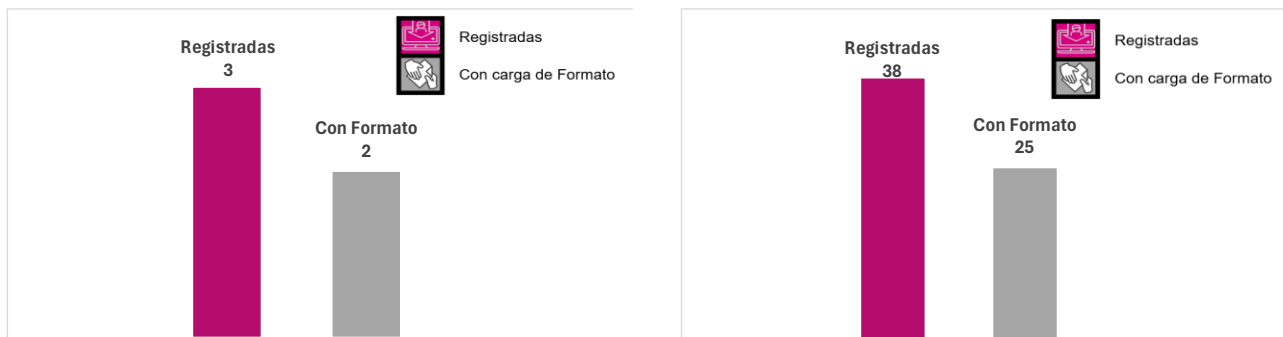 Registradas
3
Registradas
Con carga de Formato
Con Formato
2
Registradas
38
Registradas
Con carga de Formato
Con Formato
25